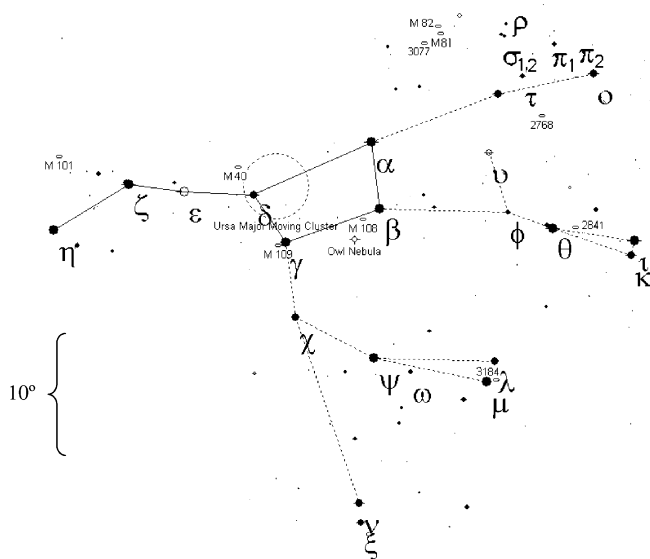 M 82
M81
3077
ρ
σ1,2 π1 π2
τ
ο
2768
M 101
M40
α
υ
ζ
ε
δ
Ursa Major Moving Cluster
M 108
β
φ
2841
θ
ι
κ
η
M 109
Owl Nebula
γ
χ
10º
ψ
3184
λ
ω
μ
ν
ξ